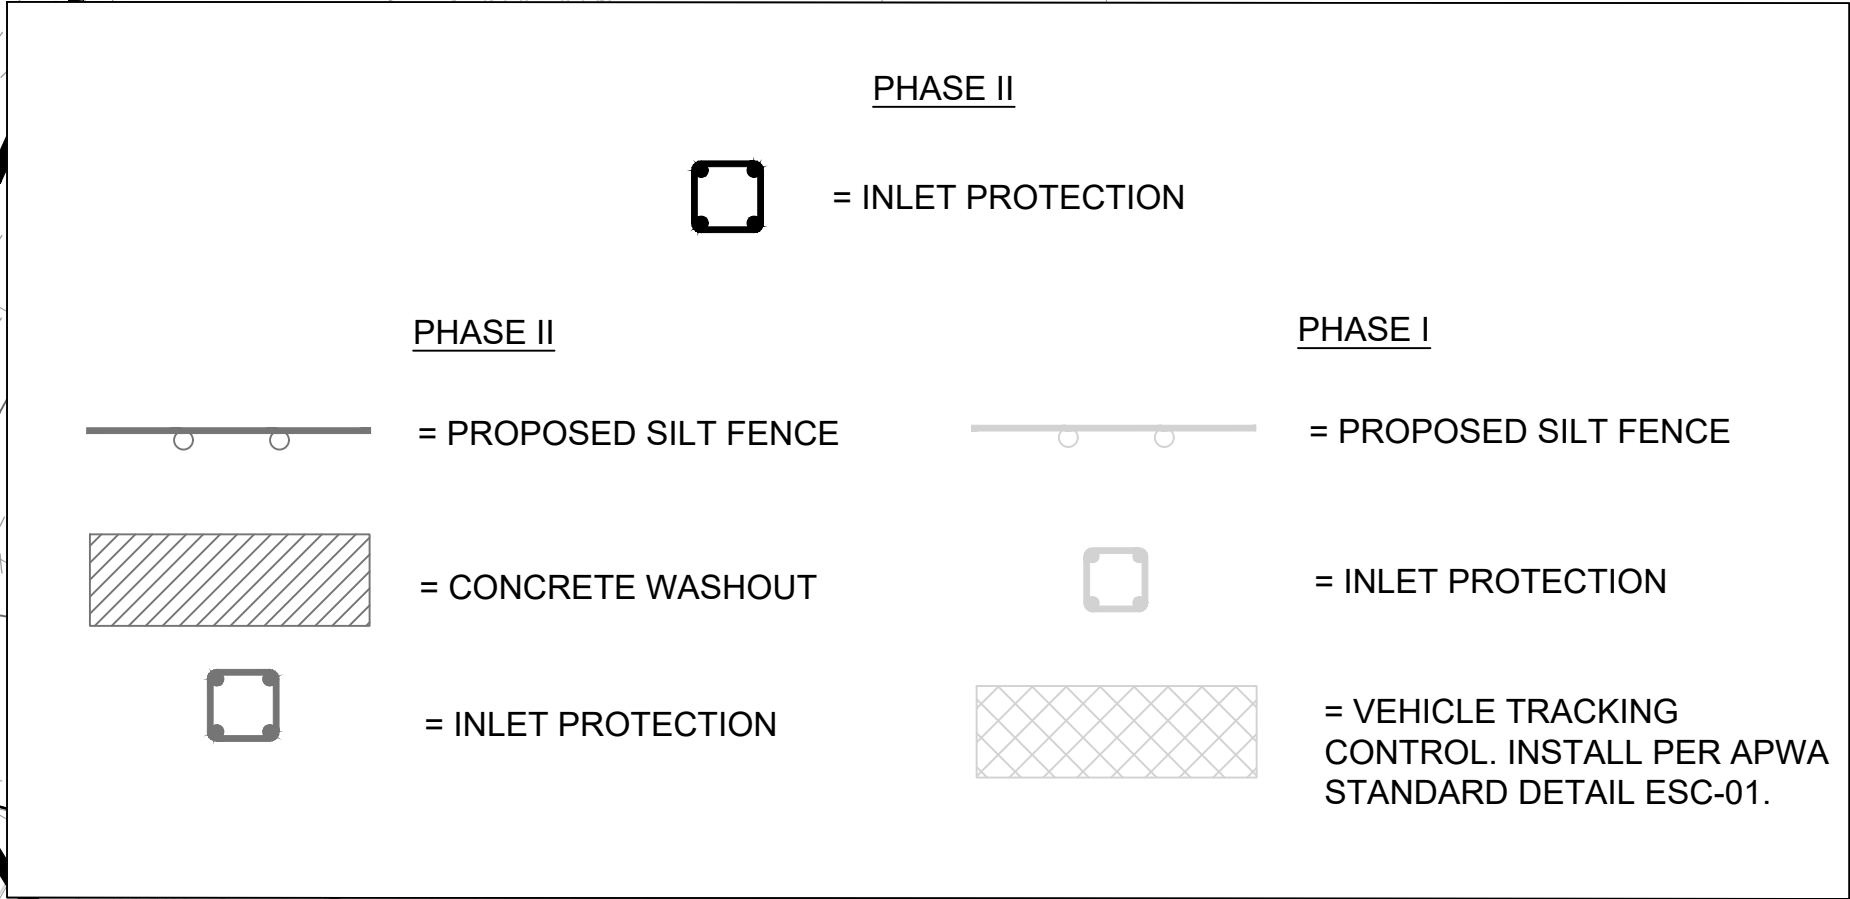 PHASE II
= INLET PROTECTION
PHASE II
= PROPOSED SILT FENCE
= CONCRETE WASHOUT
= INLET PROTECTION
PHASE I
= PROPOSED SILT FENCE
= INLET PROTECTION
= VEHICLE TRACKING
CONTROL. INSTALL PER APWA
STANDARD DETAIL ESC-01.